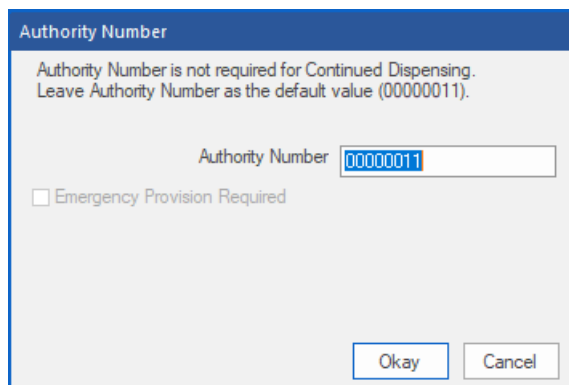 Authority Number
Authority Number is not required for Continued Dispensing.
Leave Authority Number as the default value (00000011).
Authority Number 00000011
Emergency Provision Required
Okay Cancel